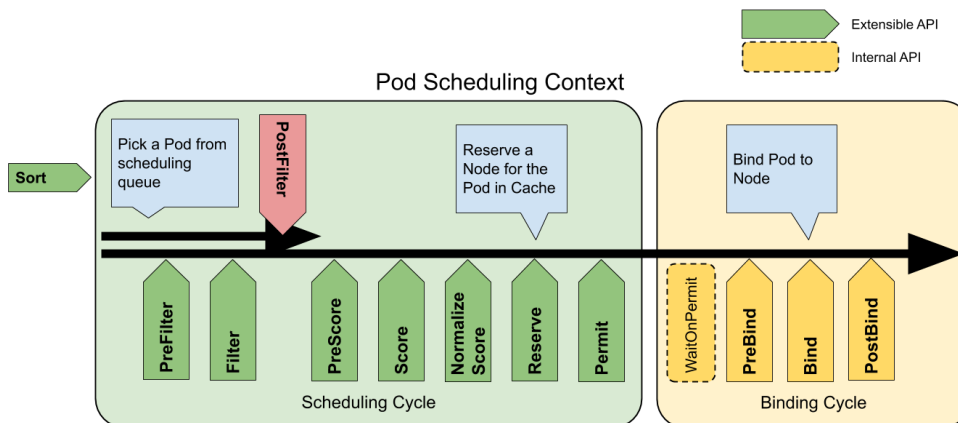 Extensible API
Internal API
Pod Scheduling Context
Pick a Pod from
scheduling
queue
PostFilter
Reserve a
Node for the
Pod in Cache
Bind Pod to
Node
Sort
PreFilter
Filter
PreScore
Score
Normalize
Score
Reserve
Permit
WaitOnPermit
PreBind
Bind
PostBind
Scheduling Cycle
Binding Cycle